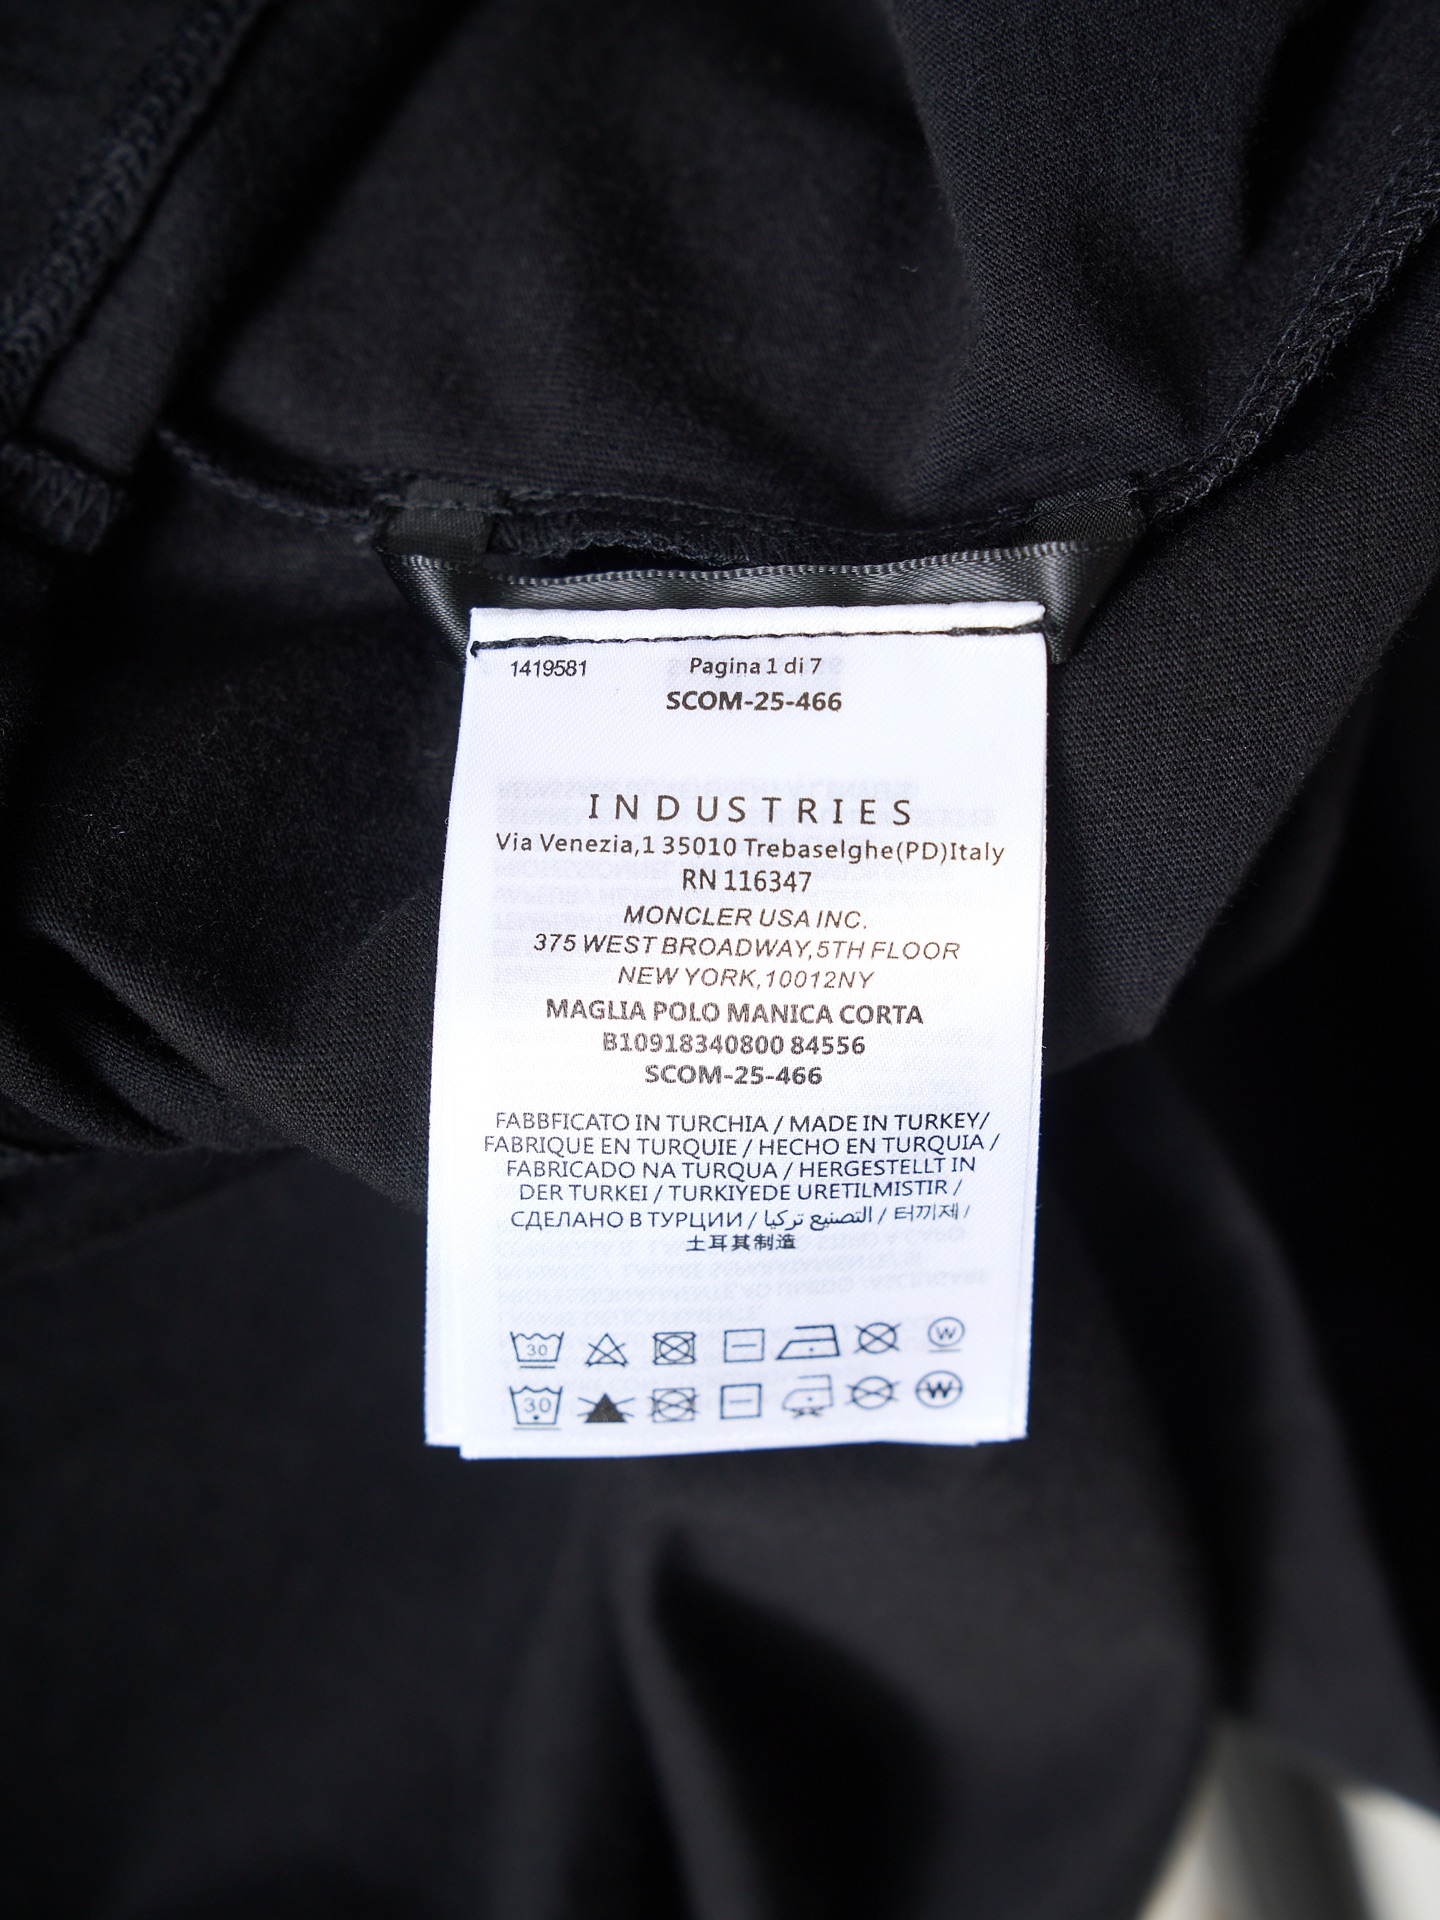 1419581 Pagina 1 di 7
SCOM-25-466
INDUSTRIES
Via Venezia,1 35010 Trebaselghe(PD)Italy
RN 116347
MONCLER USA INC.
375 WEST BROADWAY,5TH FLOOR
NEW YORK,10012NY
MAGLIA POLO MANICA CORTA
B10918340800 84556
SCOM-25-466
FABBFICATO IN TURCHIA / MADE IN TURKEY/
FABRIQUE EN TURQUIE / HECHO EN TURQUIA /
FABRICADO NA TURQUA / HERGESTELLT IN
DER TURKEI / TURKIYEDE URETILMISTIR /
СДЕЛАНО В ТУРЦИИ / التصنيع تركيا / 터끼제 /
土耳其制造
30 W
30 W